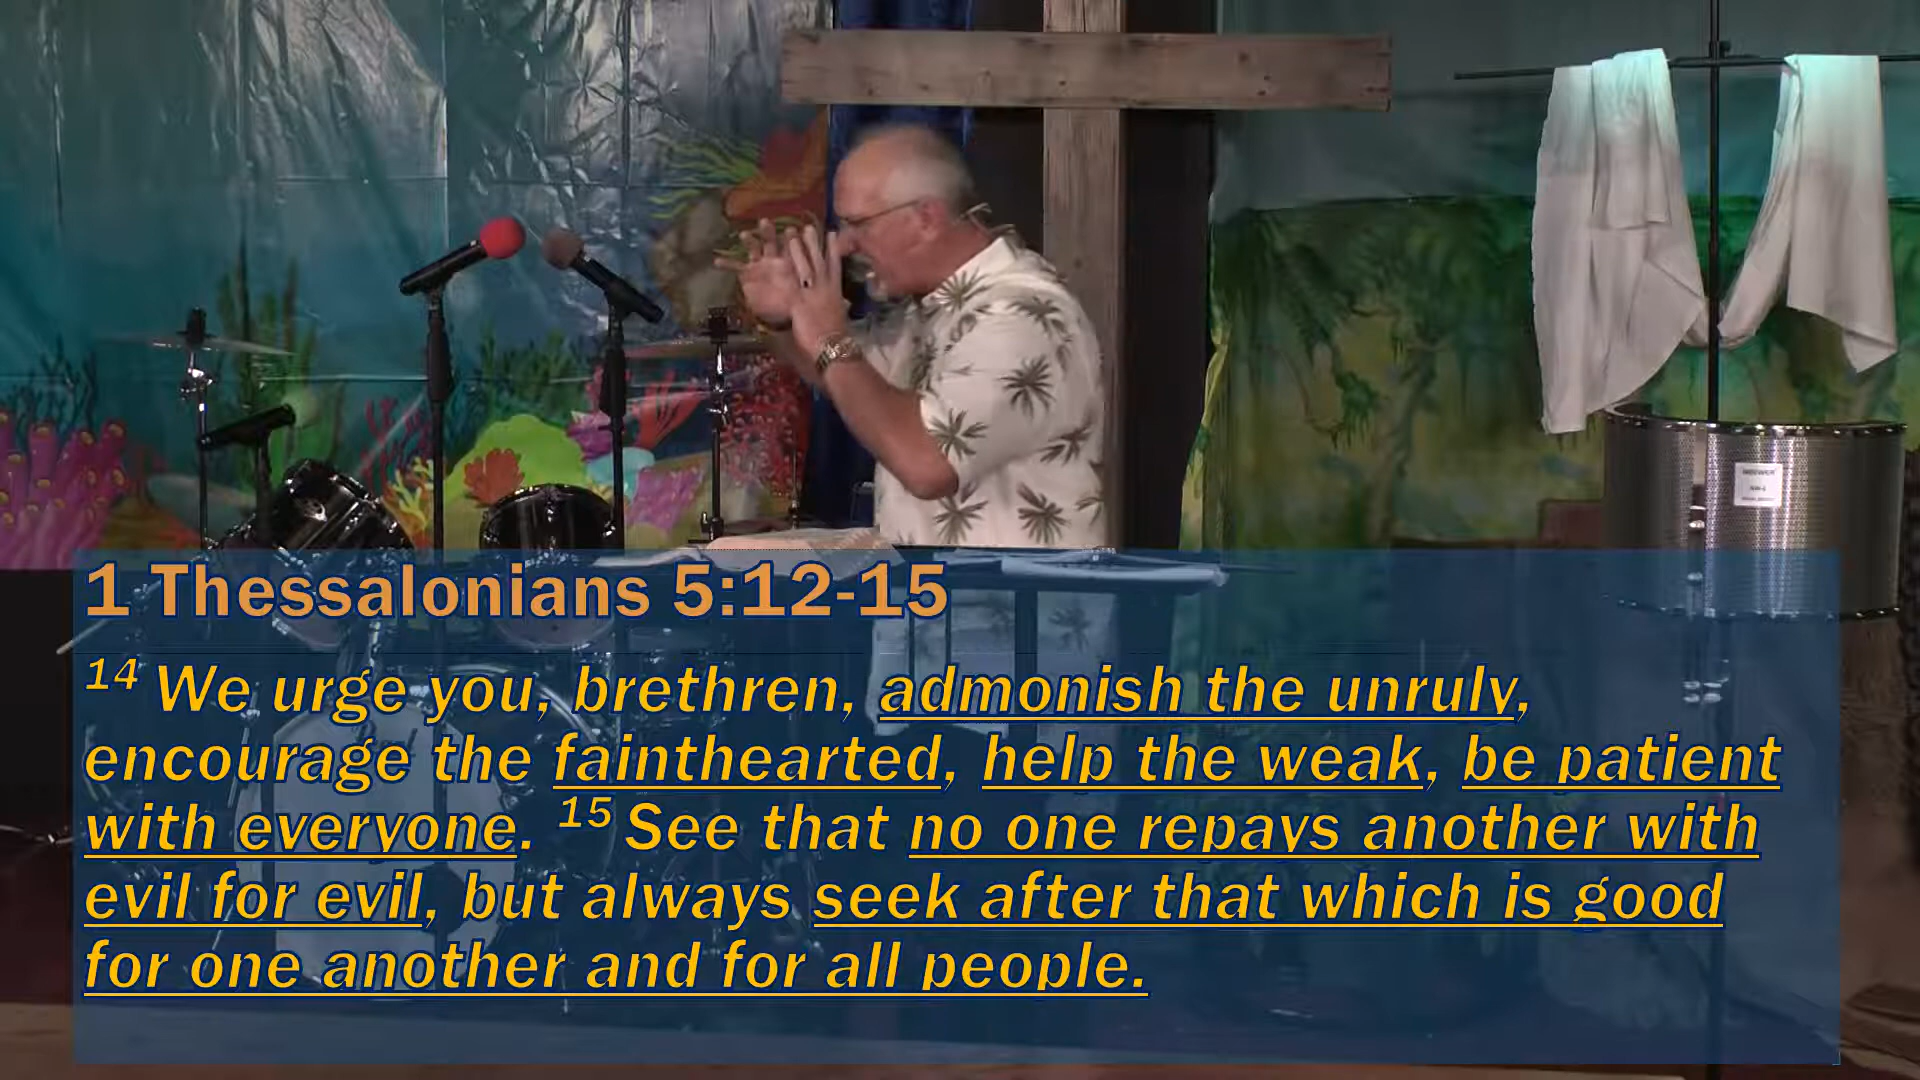 1 Thessalonians 5:12-15
14 We urge you, brethren, admonish the unruly,
encourage the fainthearted, help the weak, be patient
with everyone. 15 See that no one repays another with
evil for evil, but always seek after that which is good
for one another and for all people.